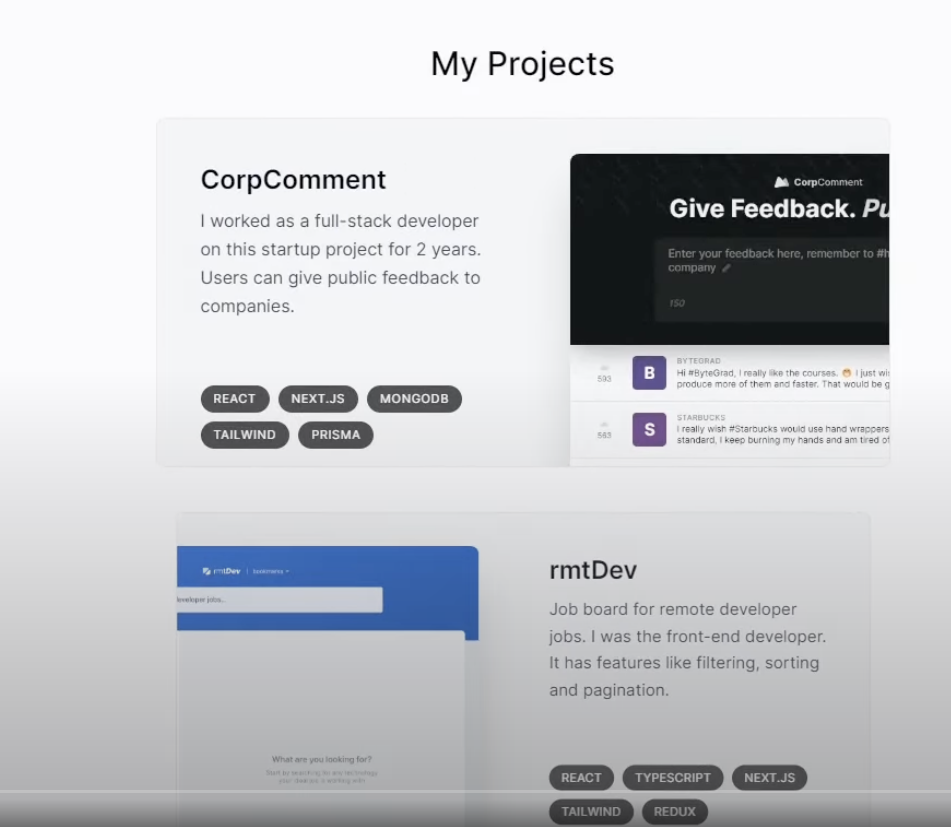 My Projects
CorpComment
I worked as a full-stack developer
on this startup project for 2 years.
Users can give public feedback to
companies.
REACT
NEXT.JS
MONGODB
TAILWIND
PRISMA
CorpComment
Give Feedback. Pu
Enter your feedback here, remember to #h
company
150
593
B
BYTEGRAD
Hi #ByteGrad, I really like the courses. 😁 I just wi
produce more of them and faster. That would be g
563
S
STARBUCKS
I really wish #Starbucks would use hand wrappers
standard, I keep burning my hands and am tired of
rmtDev
Bookmarks
developer jobs...
What are you looking for?
Start by searching for any technology
your ideal job is working with
rmtDev
Job board for remote developer
jobs. I was the front-end developer.
It has features like filtering, sorting
and pagination.
REACT
TYPESCRIPT
NEXT.JS
TAILWIND
REDUX